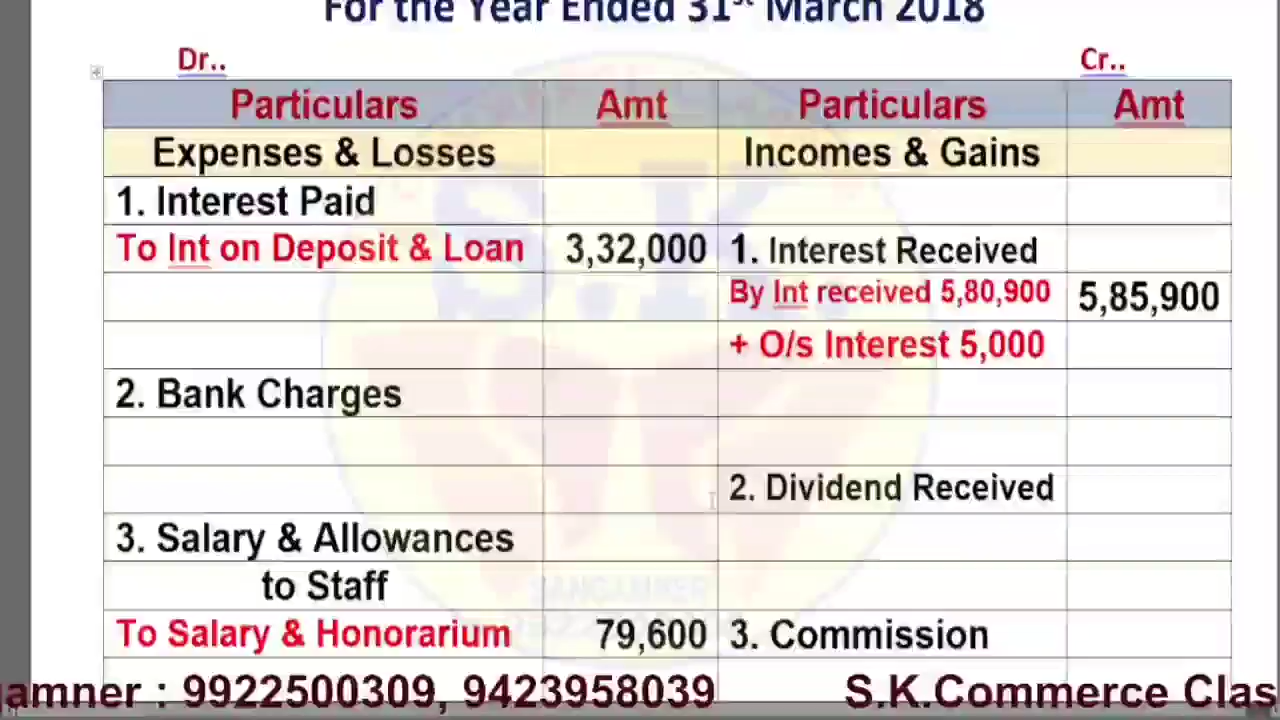 For the Year Ended 31st March 2018
Dr..
Cr..
Particulars Amt Particulars Amt
Expenses & Losses Incomes & Gains
1. Interest Paid
To Int on Deposit & Loan 3,32,000 1. Interest Received
By Int received 5,80,900 5,85,900
+ O/s Interest 5,000
2. Bank Charges
2. Dividend Received
3. Salary & Allowances
to Staff
To Salary & Honorarium 79,600 3. Commission
S.K.
SANGAMNER
gamner : 9922500309, 9423958039 S.K.Commerce Clas